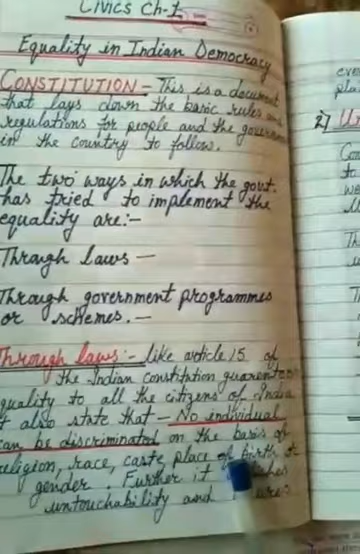 Civics Ch-1
Equality in Indian Democracy
CONSTITUTION - This is a document
that lays down the basic rules and
regulations for people and the
in the country to follow.
The two ways in which the govt.
has tried to implement the
equality are:-
Through laws -
Through government programmes
or schemes. -
Through laws:- like article 15 of
the Indian constitution
equality to all the citizens of India
it also state that - No individual
can be discriminated on the basis of
religion, race, caste, place of birth or
gender. Further it
untouchability and
2)